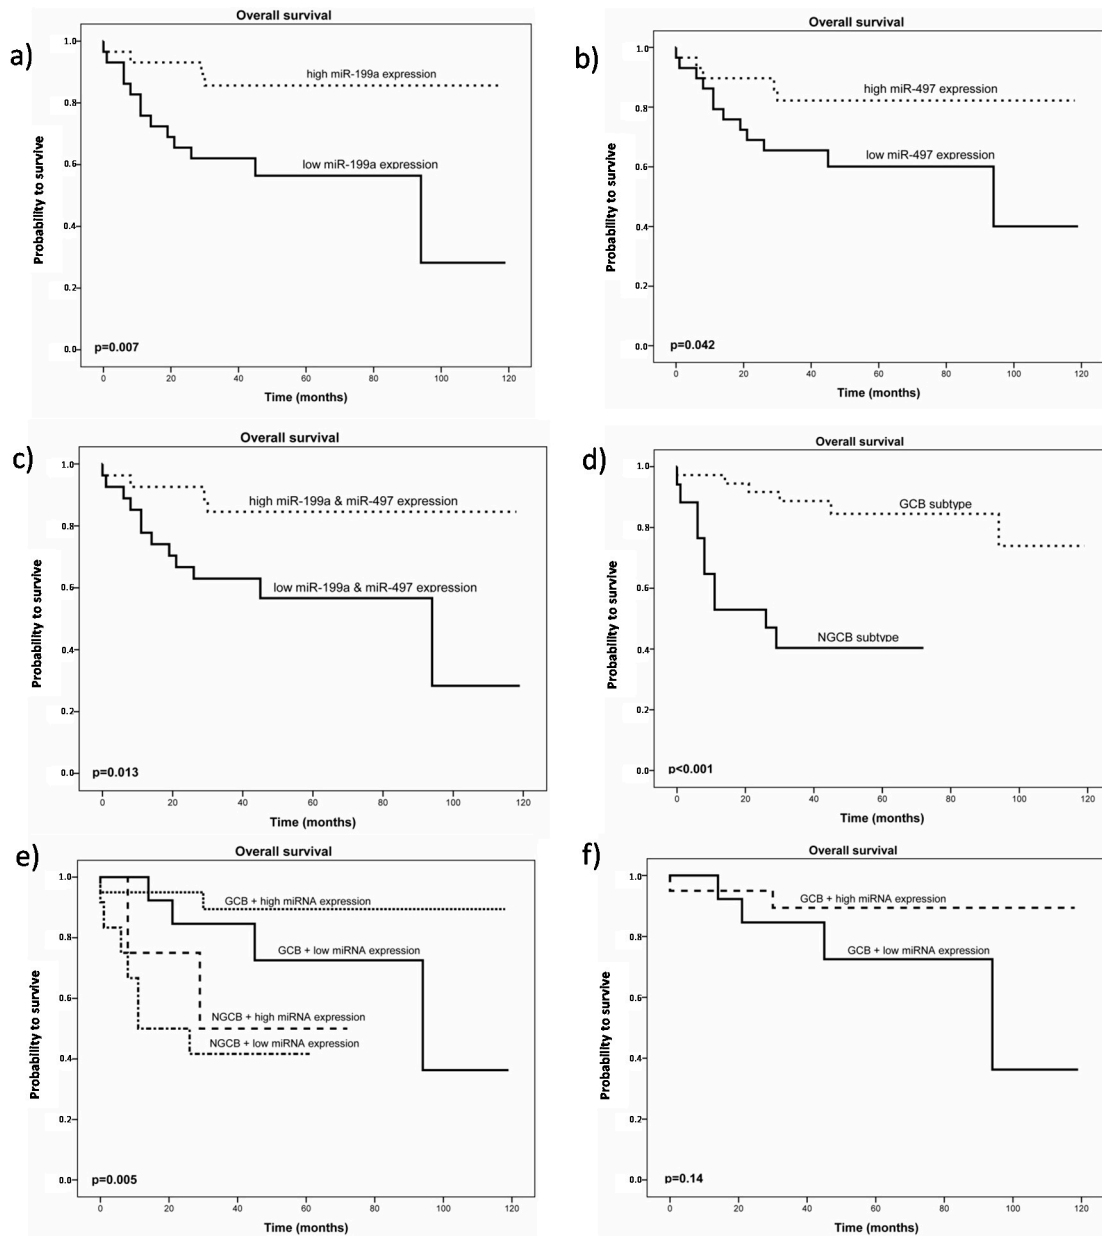 a)
Overall survival
Probability to survive
1.0
0.8
0.6
0.4
0.2
0.0
high miR-199a expression
low miR-199a expression
p=0.007
0 20 40 60 80 100 120
Time (months)
b)
Overall survival
Probability to survive
1.0
0.8
0.6
0.4
0.2
0.0
high miR-497 expression
low miR-497 expression
p=0.042
0 20 40 60 80 100 120
Time (months)
c)
Overall survival
Probability to survive
1.0
0.8
0.6
0.4
0.2
0.0
high miR-199a & miR-497 expression
low miR-199a & miR-497 expression
p=0.013
0 20 40 60 80 100 120
Time (months)
d)
Overall survival
Probability to survive
1.0
0.8
0.6
0.4
0.2
0.0
GCB subtype
NGCB subtype
p<0.001
0 20 40 60 80 100 120
Time (months)
e)
Overall survival
Probability to survive
1.0
0.8
0.6
0.4
0.2
0.0
GCB + high miRNA expression
GCB + low miRNA expression
NGCB + high miRNA expression
NGCB + low miRNA expression
p=0.005
0 20 40 60 80 100 120
Time (months)
f)
Overall survival
Probability to survive
1.0
0.8
0.6
0.4
0.2
0.0
GCB + high miRNA expression
GCB + low miRNA expression
p=0.14
0 20 40 60 80 100 120
Time (months)